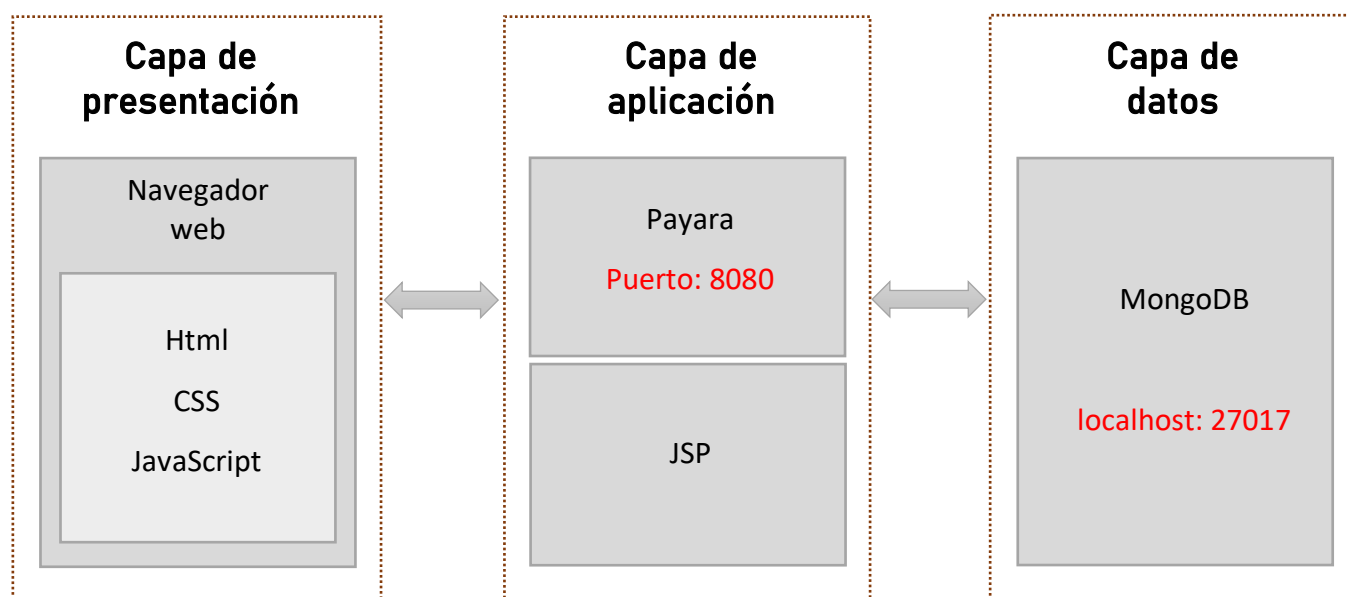 Capa de
presentación
Navegador
web
Html
CSS
JavaScript
Capa de
aplicación
Payara
Puerto: 8080
JSP
Capa de
datos
MongoDB
localhost: 27017